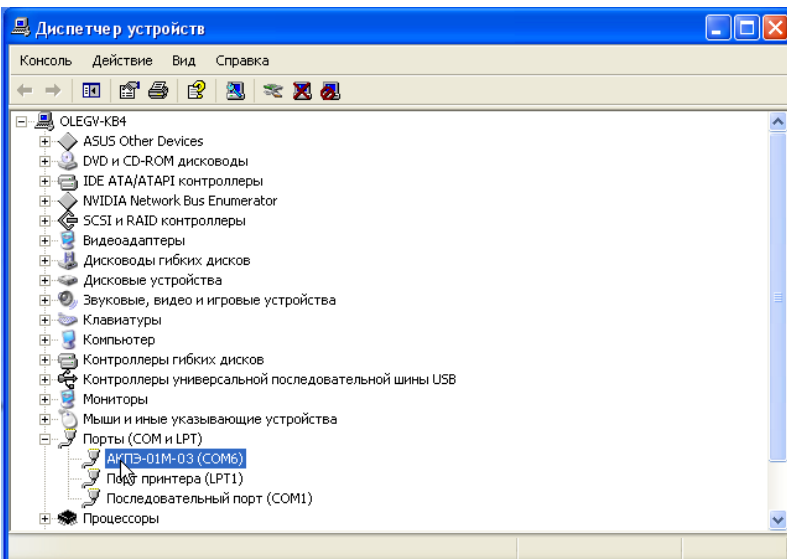 Диспетчер устройств
Консоль Действие Вид Справка
OLEGV-KB4
ASUS Other Devices
DVD и CD-ROM дисководы
IDE ATA/ATAPI контроллеры
NVIDIA Network Bus Enumerator
SCSI и RAID контроллеры
Видеоадаптеры
Дисководы гибких дисков
Дисковые устройства
Звуковые, видео и игровые устройства
Клавиатуры
Компьютер
Контроллеры гибких дисков
Контроллеры универсальной последовательной шины USB
Мониторы
Мыши и иные указывающие устройства
Порты (COM и LPT)
АКПЭ-01М-03 (COM6)
Порт принтера (LPT1)
Последовательный порт (COM1)
Процессоры